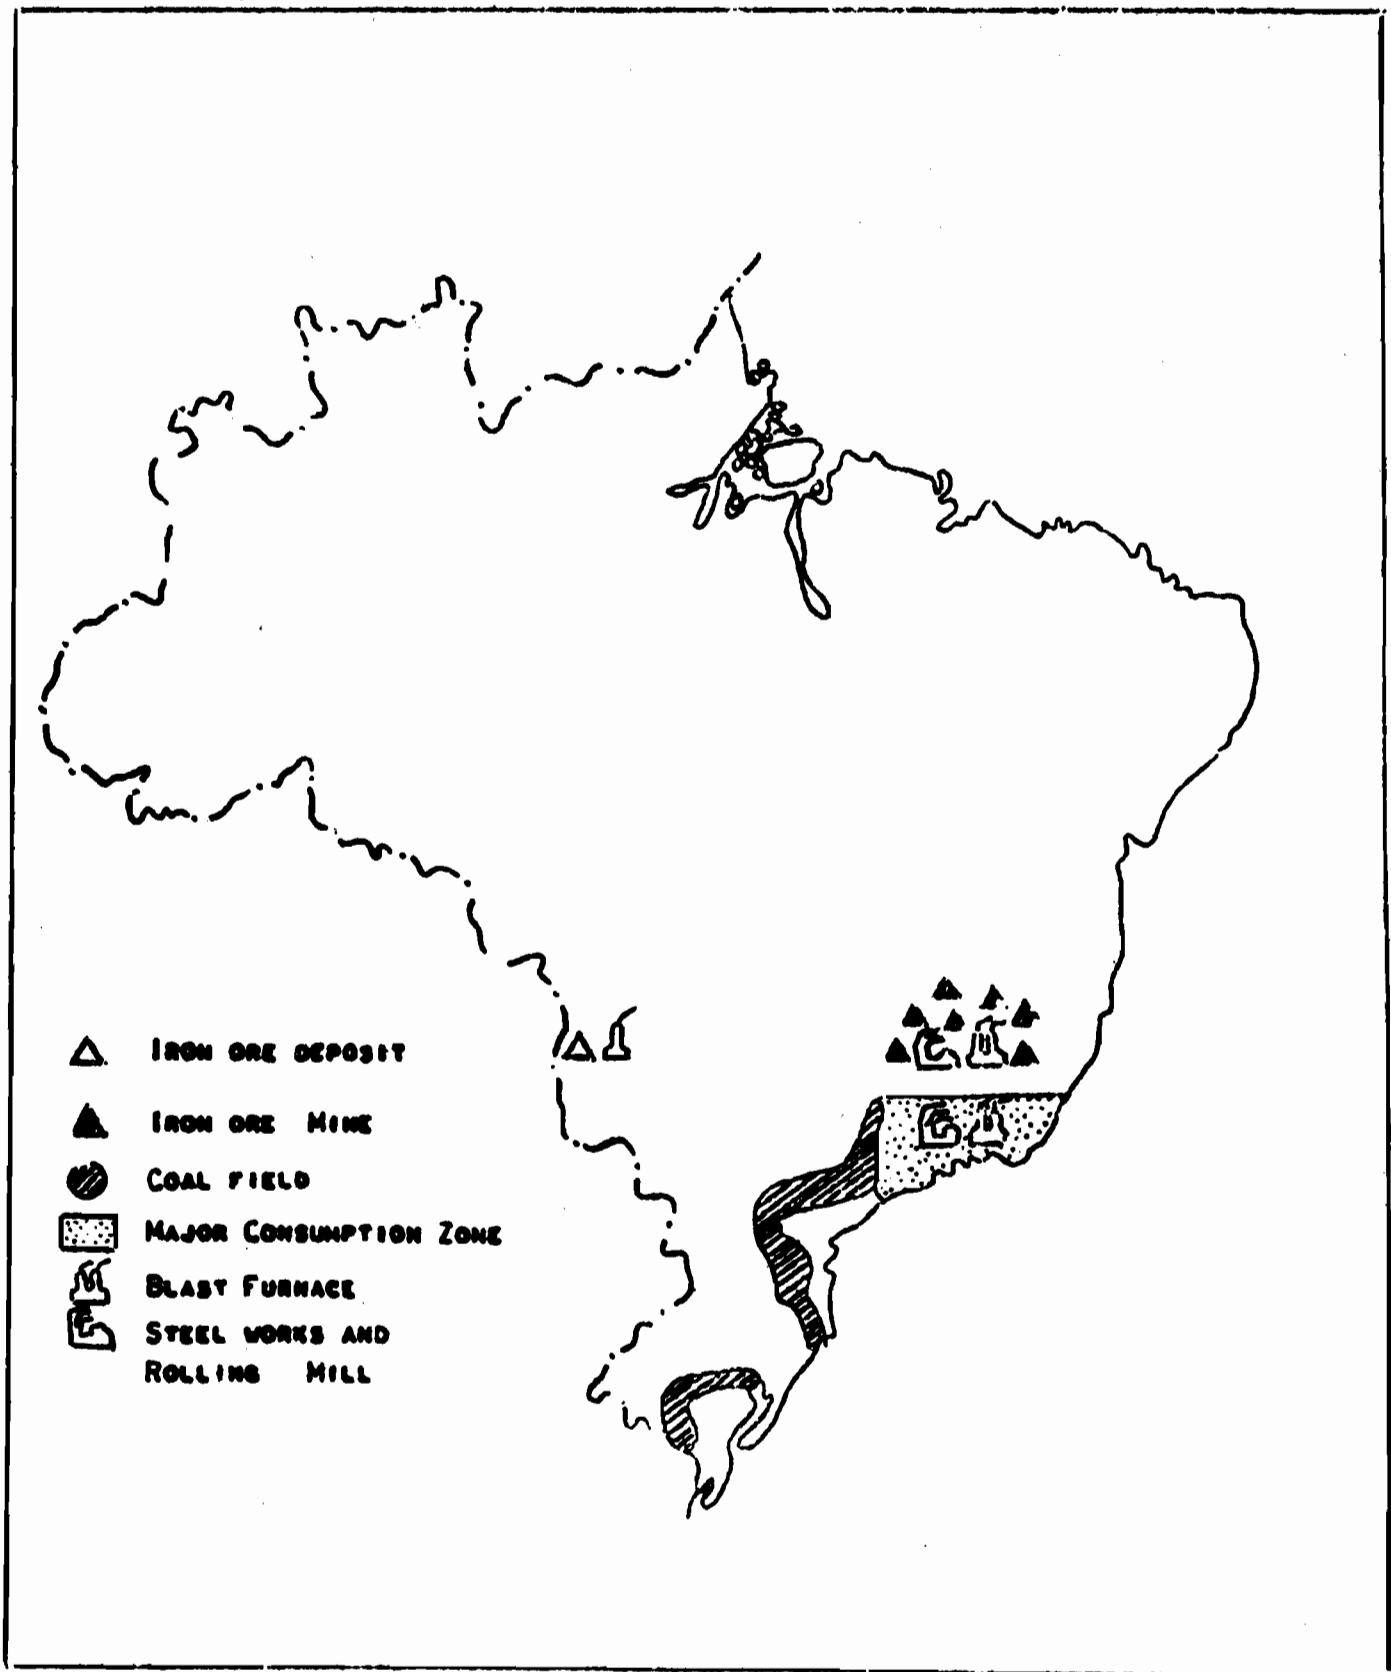 IRON ORE DEPOSIT
IRON ORE MINE
COAL FIELD
MAJOR CONSUMPTION ZONE
BLAST FURNACE
STEEL WORKS AND
ROLLING MILL